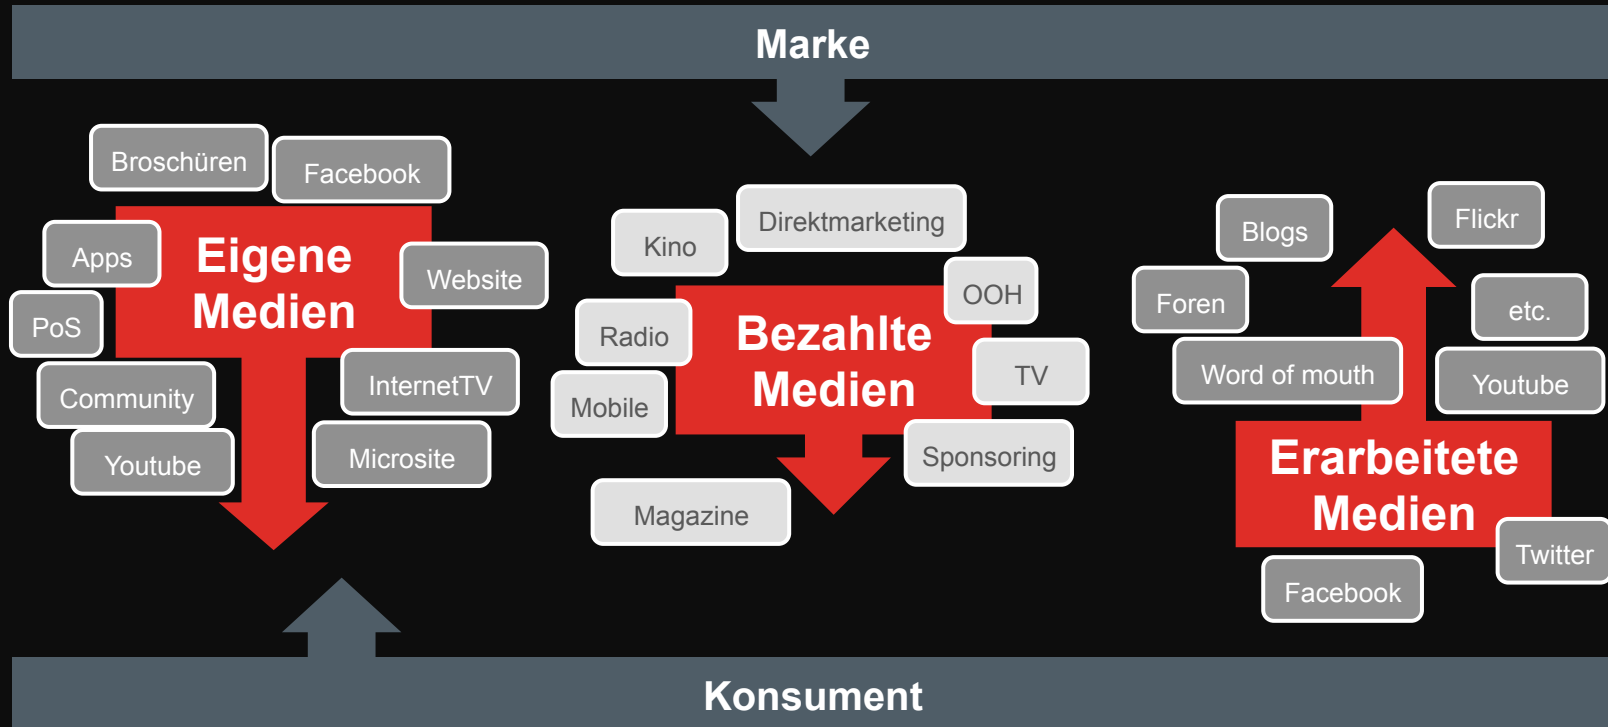 Marke
Broschüren
Facebook
Apps
Eigene
Medien
Website
PoS
Community
InternetTV
Youtube
Microsite
Direktmarketing
Kino
OOH
Radio
Bezahlte
Medien
TV
Mobile
Sponsoring
Magazine
Flickr
Blogs
Foren
etc.
Word of mouth
Youtube
Erarbeitete
Medien
Twitter
Facebook
Konsument